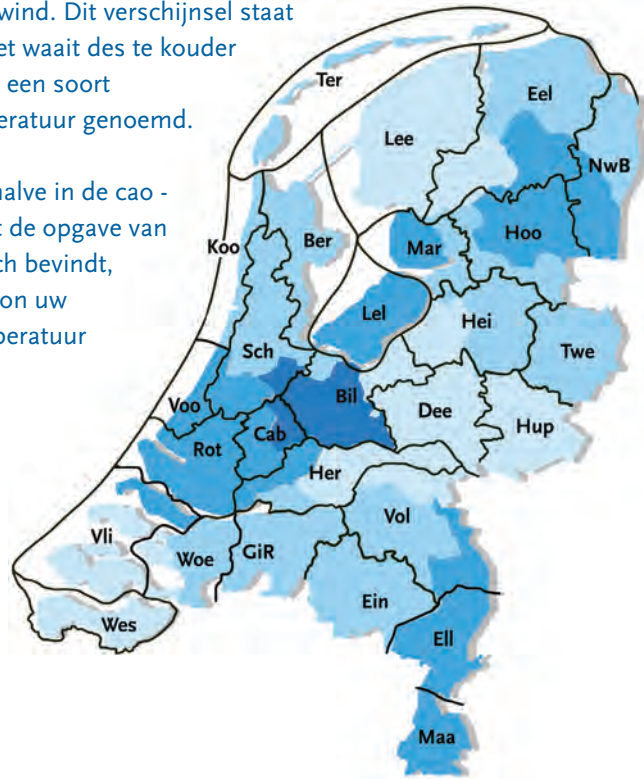 wind. Dit verschijnsel staat
et waait des te kouder
een soort
eratuur genoemd.
nalve in de cao -
t de opgave van
ch bevindt,
on uw
peratuur
Ter
Eel
Lee
NwB
Koo
Ber
Mar
Hoo
Lel
Hei
Sch
Twe
Voo
Bil
Dee
Cab
Hup
Rot
Her
Vli
Vol
Woe
GiR
Ein
Wes
Ell
Maa